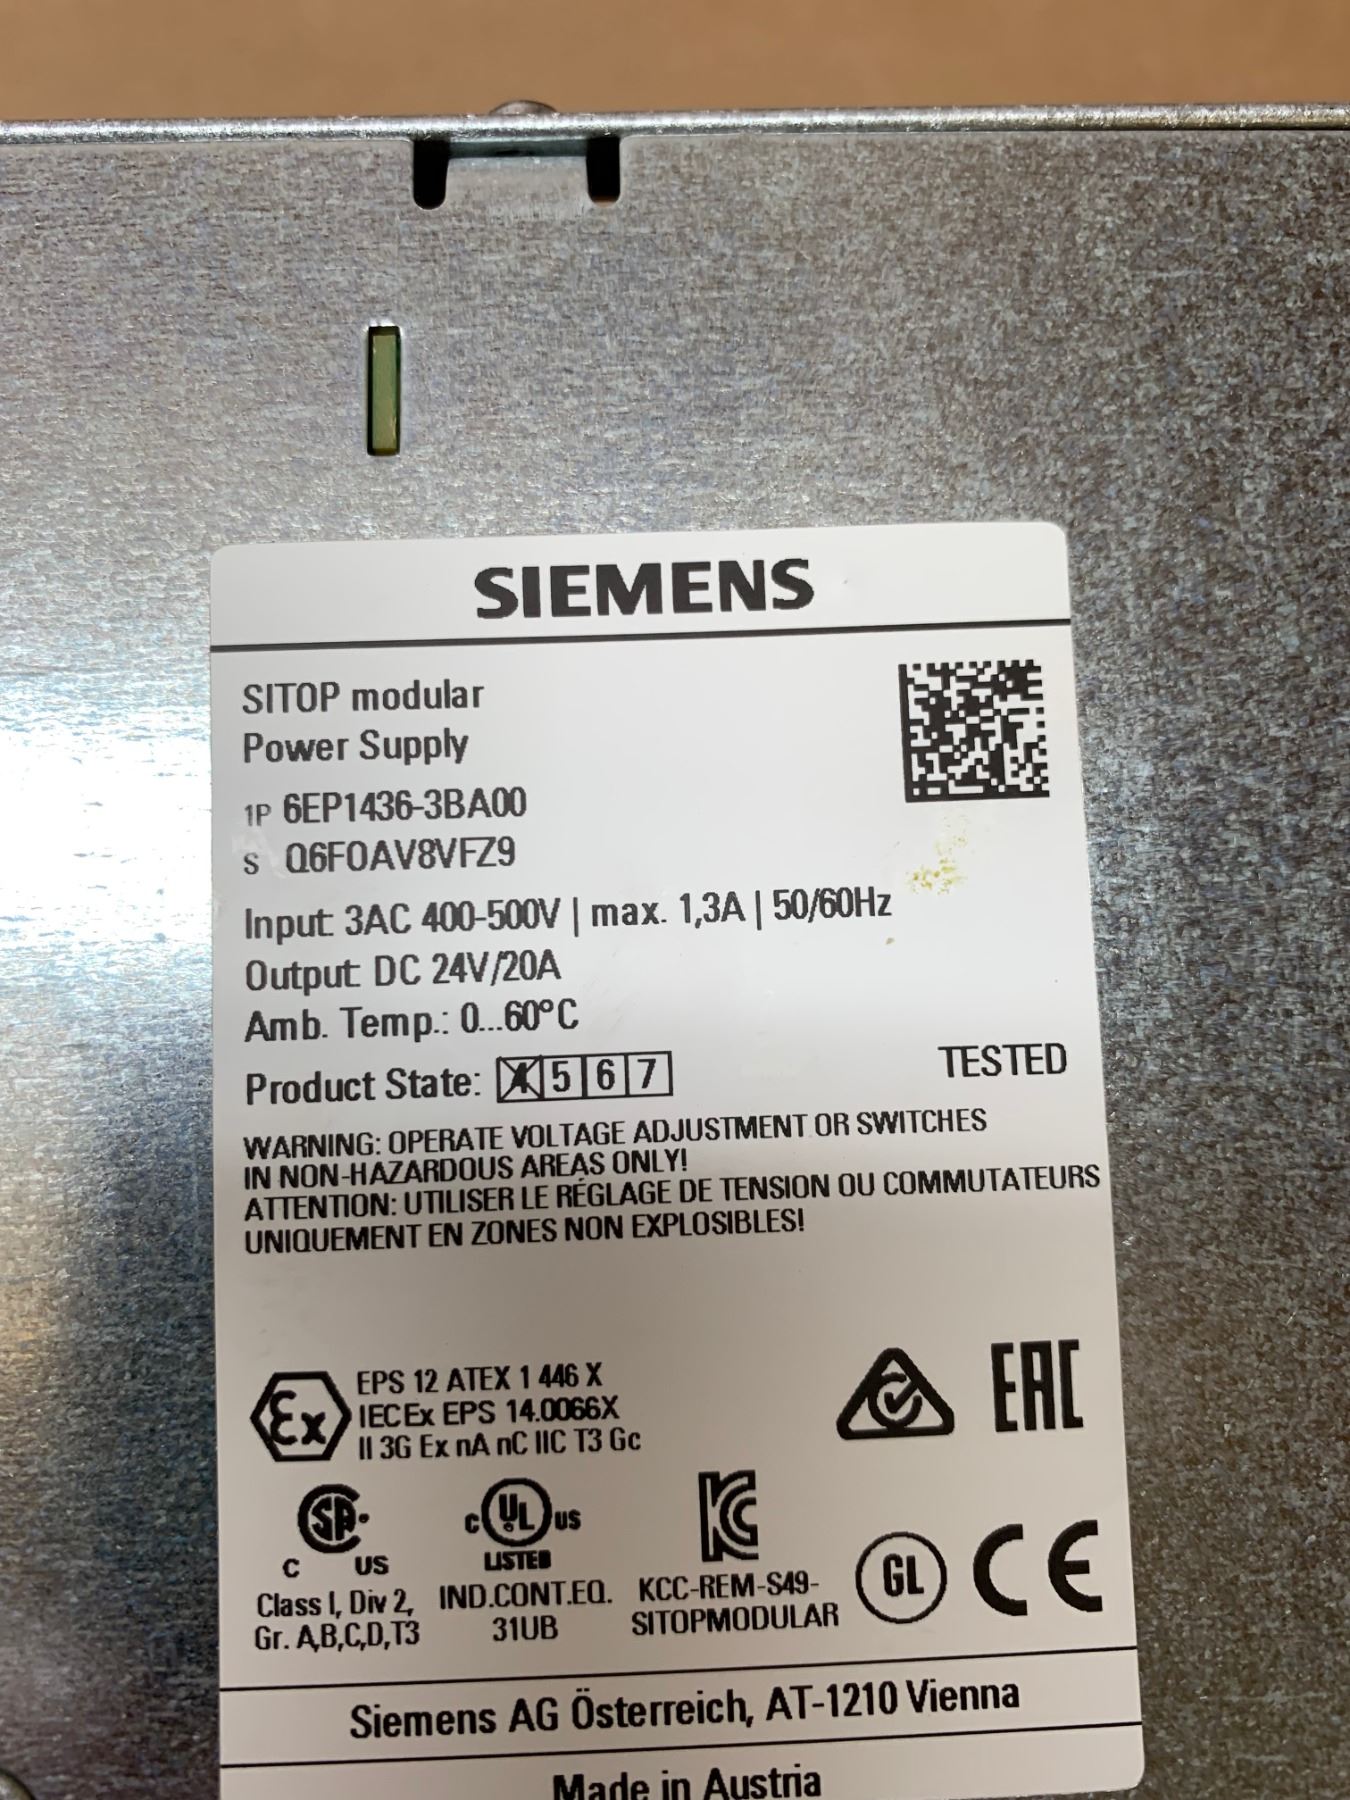 SIEMENS
SITOP modular
Power Supply
1P 6EP1436-3BA00
S Q6F0AV8VFZ9
Input: 3AC 400-500V | max. 1,3A | 50/60Hz
Output: DC 24V/20A
Amb. Temp.: 0...60°C
Product State: 4 5 6 7
TESTED
WARNING: OPERATE VOLTAGE ADJUSTMENT OR SWITCHES
IN NON-HAZARDOUS AREAS ONLY!
ATTENTION: UTILISER LE RÉGLAGE DE TENSION OU COMMUTATEURS
UNIQUEMENT EN ZONES NON EXPLOSIBLES!
Ex
EPS 12 ATEX 1 446 X
IECEx EPS 14.0066X
II 3G Ex nA nC IIC T3 Gc
EAC
SA
C US
Class I, Div 2,
Gr. A,B,C,D,T3
c UL us
LISTED
IND.CONT.EQ.
31UB
KC
KCC-REM-S49-
SITOPMODULAR
GL
CE
Siemens AG Österreich, AT-1210 Vienna
Made in Austria